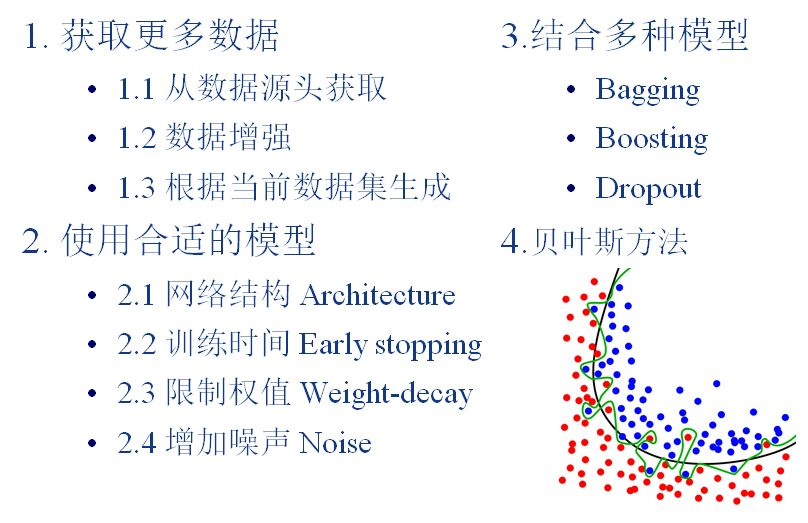 1. 获取更多数据
• 1.1 从数据源头获取
• 1.2 数据增强
• 1.3 根据当前数据集生成
2. 使用合适的模型
• 2.1 网络结构 Architecture
• 2.2 训练时间 Early stopping
• 2.3 限制权值 Weight-decay
• 2.4 增加噪声 Noise
3.结合多种模型
• Bagging
• Boosting
• Dropout
4.贝叶斯方法